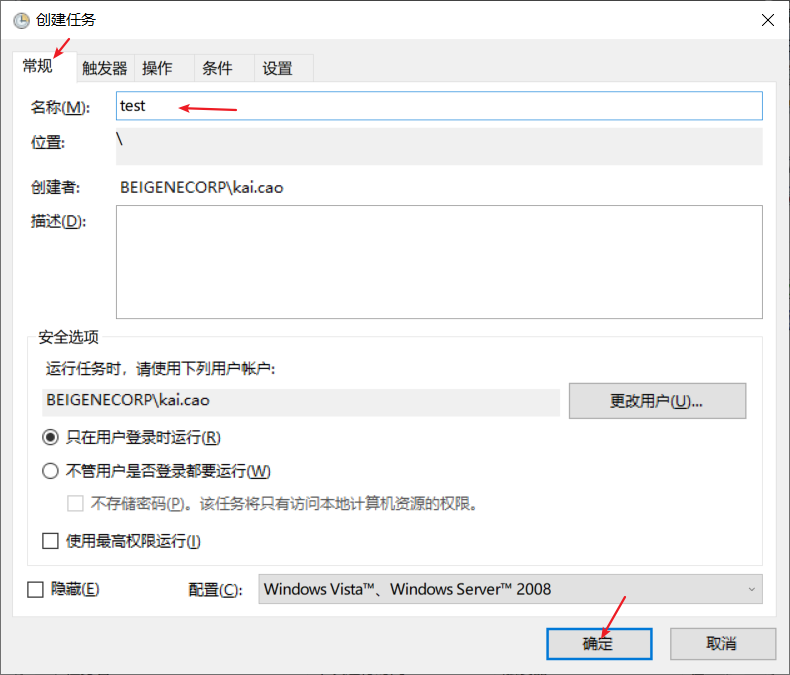 创建任务
常规 触发器 操作 条件 设置
名称(M): test
位置: \
创建者: BEIGENECORP\kai.cao
描述(D):
安全选项
运行任务时，请使用下列用户帐户:
BEIGENECORP\kai.cao 更改用户(U)...
只在用户登录时运行(R)
不管用户是否登录都要运行(W)
不存储密码(P)。该任务将只有访问本地计算机资源的权限。
使用最高权限运行(I)
隐藏(E) 配置(C): Windows Vista™、Windows Server™ 2008
确定 取消